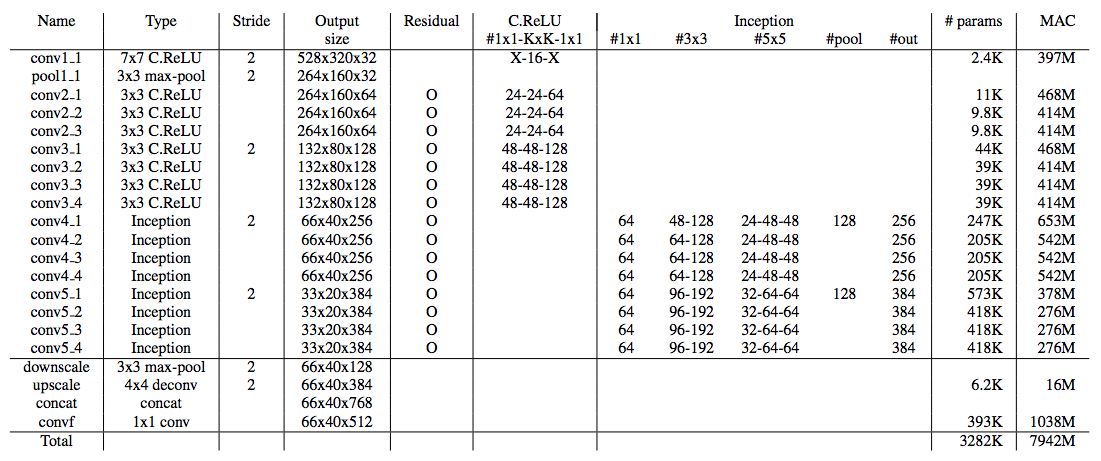 Name Type Stride Output size Residual C.ReLU #1x1-KxK-1x1 Inception #1x1 #3x3 #5x5 #pool #out # params MAC
conv1_1 7x7 C.ReLU 2 528x320x32 X-16-X 2.4K 397M
pool1_1 3x3 max-pool 2 264x160x32
conv2_1 3x3 C.ReLU 264x160x64 O 24-24-64 11K 468M
conv2_2 3x3 C.ReLU 264x160x64 O 24-24-64 9.8K 414M
conv2_3 3x3 C.ReLU 264x160x64 O 24-24-64 9.8K 414M
conv3_1 3x3 C.ReLU 2 132x80x128 O 48-48-128 44K 468M
conv3_2 3x3 C.ReLU 132x80x128 O 48-48-128 39K 414M
conv3_3 3x3 C.ReLU 132x80x128 O 48-48-128 39K 414M
conv3_4 3x3 C.ReLU 132x80x128 O 48-48-128 39K 414M
conv4_1 Inception 2 66x40x256 O 64 48-128 24-48-48 128 256 247K 653M
conv4_2 Inception 66x40x256 O 64 64-128 24-48-48 256 205K 542M
conv4_3 Inception 66x40x256 O 64 64-128 24-48-48 256 205K 542M
conv4_4 Inception 66x40x256 O 64 64-128 24-48-48 256 205K 542M
conv5_1 Inception 2 33x20x384 O 64 96-192 32-64-64 128 384 573K 378M
conv5_2 Inception 33x20x384 O 64 96-192 32-64-64 384 418K 276M
conv5_3 Inception 33x20x384 O 64 96-192 32-64-64 384 418K 276M
conv5_4 Inception 33x20x384 O 64 96-192 32-64-64 384 418K 276M
downscale 3x3 max-pool 2 66x40x128
upscale 4x4 deconv 2 66x40x384 6.2K 16M
concat concat 66x40x768
convf 1x1 conv 66x40x512 393K 1038M
Total 3282K 7942M